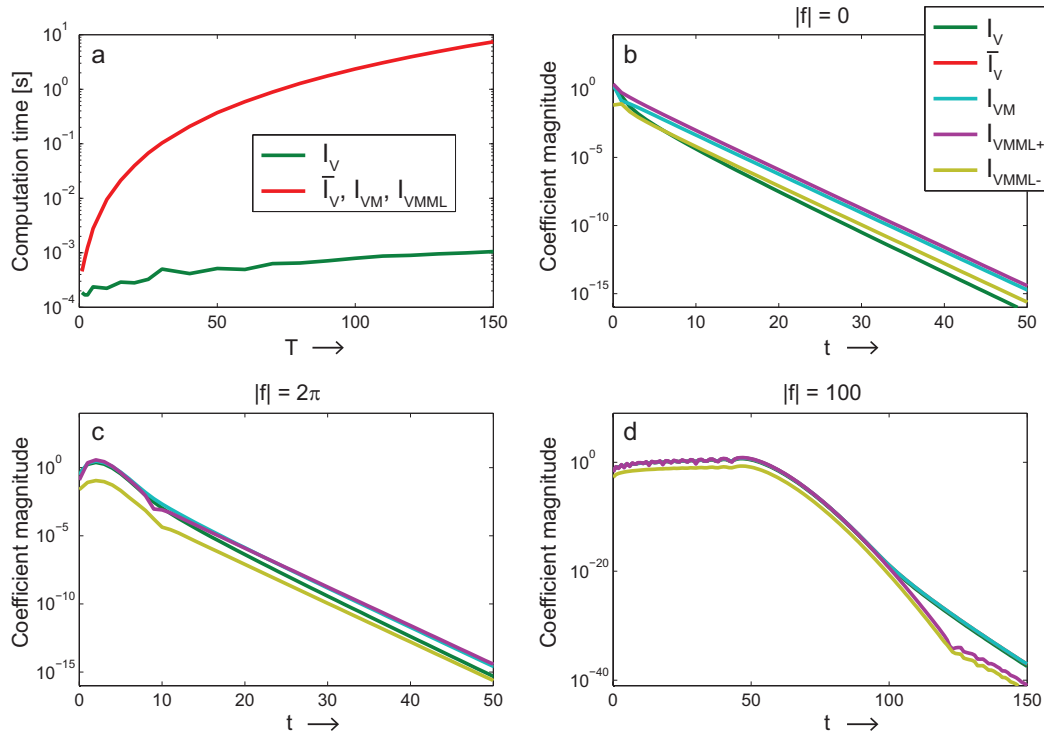 a
Computation time [s]
10^1
10^0
10^-1
10^-2
10^-3
10^-4
0
50
100
150
T →
I_V
Ī_V, I_VM, I_VMML
|f| = 0
b
Coefficient magnitude
10^0
10^-5
10^-10
10^-15
0
10
20
30
40
50
t →
I_V
Ī_V
I_VM
I_VMML+
I_VMML-
|f| = 2π
c
Coefficient magnitude
10^0
10^-5
10^-10
10^-15
0
10
20
30
40
50
t →
|f| = 100
d
Coefficient magnitude
10^0
10^-20
10^-40
0
50
100
150
t →